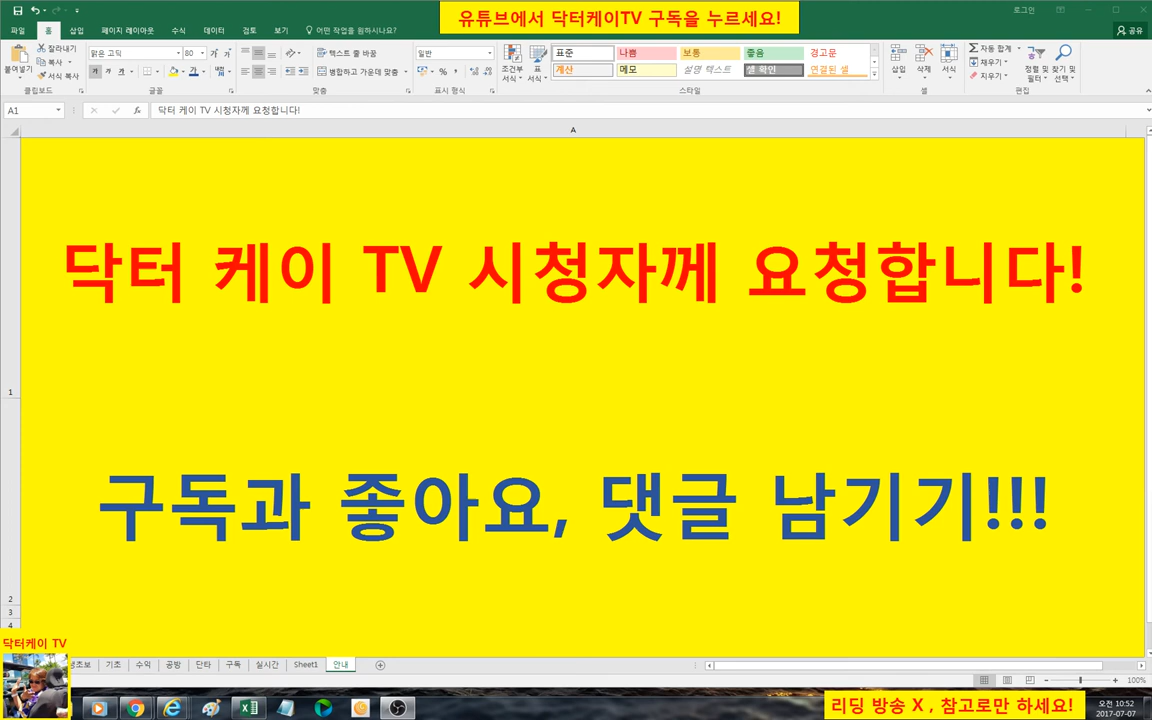 유튜브에서 닥터케이TV 구독을 누르세요!
로그인
파일 홈 삽입 페이지 레이아웃 수식 데이터 검토 보기 어떤 작업을 원하시나요? 공유
붙여넣기 잘라내기 복사 서식 복사 클립보드
맑은 고딕 80 가 가 가 가 가 글꼴
텍스트 줄 바꿈 병합하고 가운데 맞춤 맞춤
일반 % 표시 형식
조건부 서식 표 서식 표준 나쁨 보통 좋음 경고문
계산 메모 설명 텍스트 셀 확인 연결된 셀 스타일
삽입 삭제 서식 셀
자동 합계 채우기 지우기 정렬 및 필터 찾기 및 선택 편집
A1 fx 닥터 케이 TV 시청자께 요청합니다!
A
닥터 케이 TV 시청자께 요청합니다!
1
구독과 좋아요, 댓글 남기기!!!
2
3
4
닥터케이 TV
기초 수익 공방 단타 구독 실시간 Sheet1 안내
100%
리딩 방송 X , 참고로만 하세요!
오전 10:52
2017-07-07